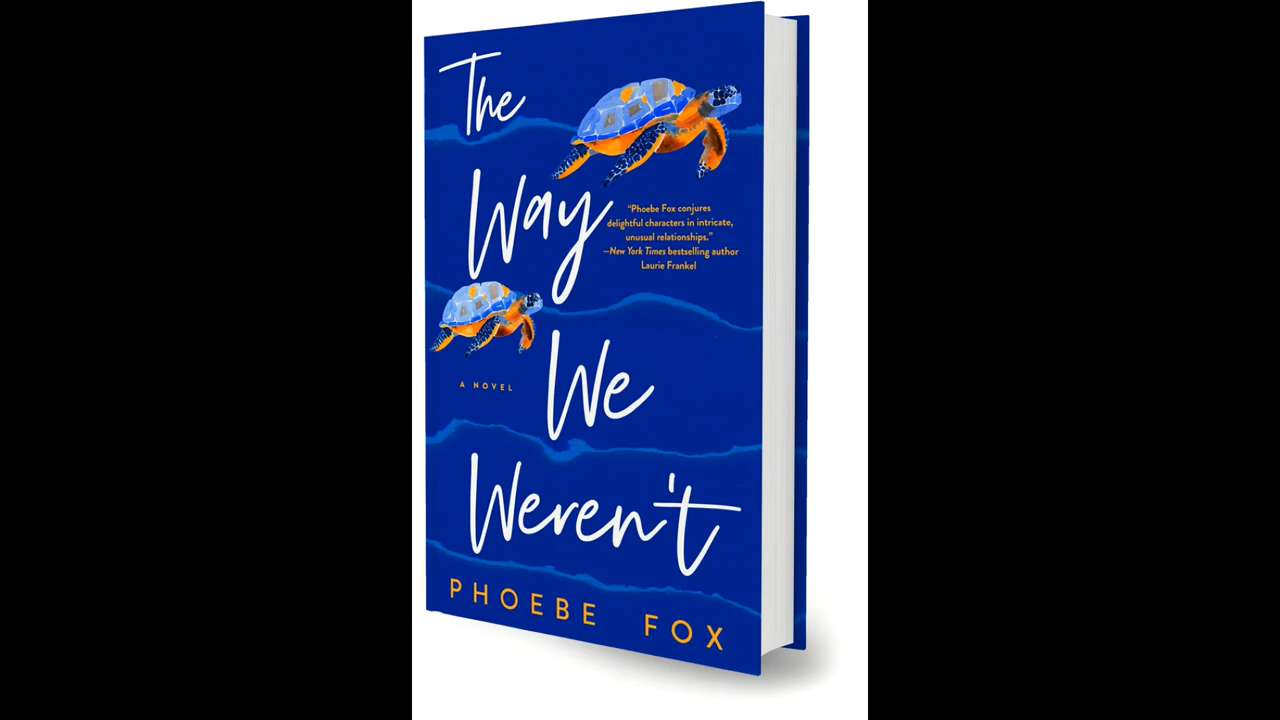 The
Way
“Phoebe Fox conjures
delightful characters in intricate,
unusual relationships.”
—New York Times bestselling author
Laurie Frankel
We
A NOVEL
Weren't
PHOEBE FOX